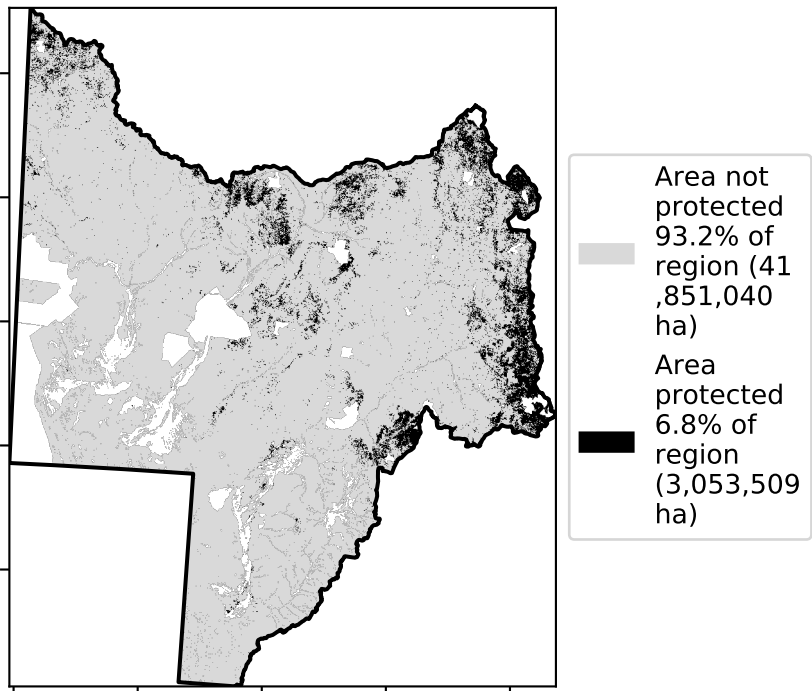 Area not
protected
93.2% of
region (41
,851,040
ha)
Area
protected
6.8% of
region
(3,053,509
ha)